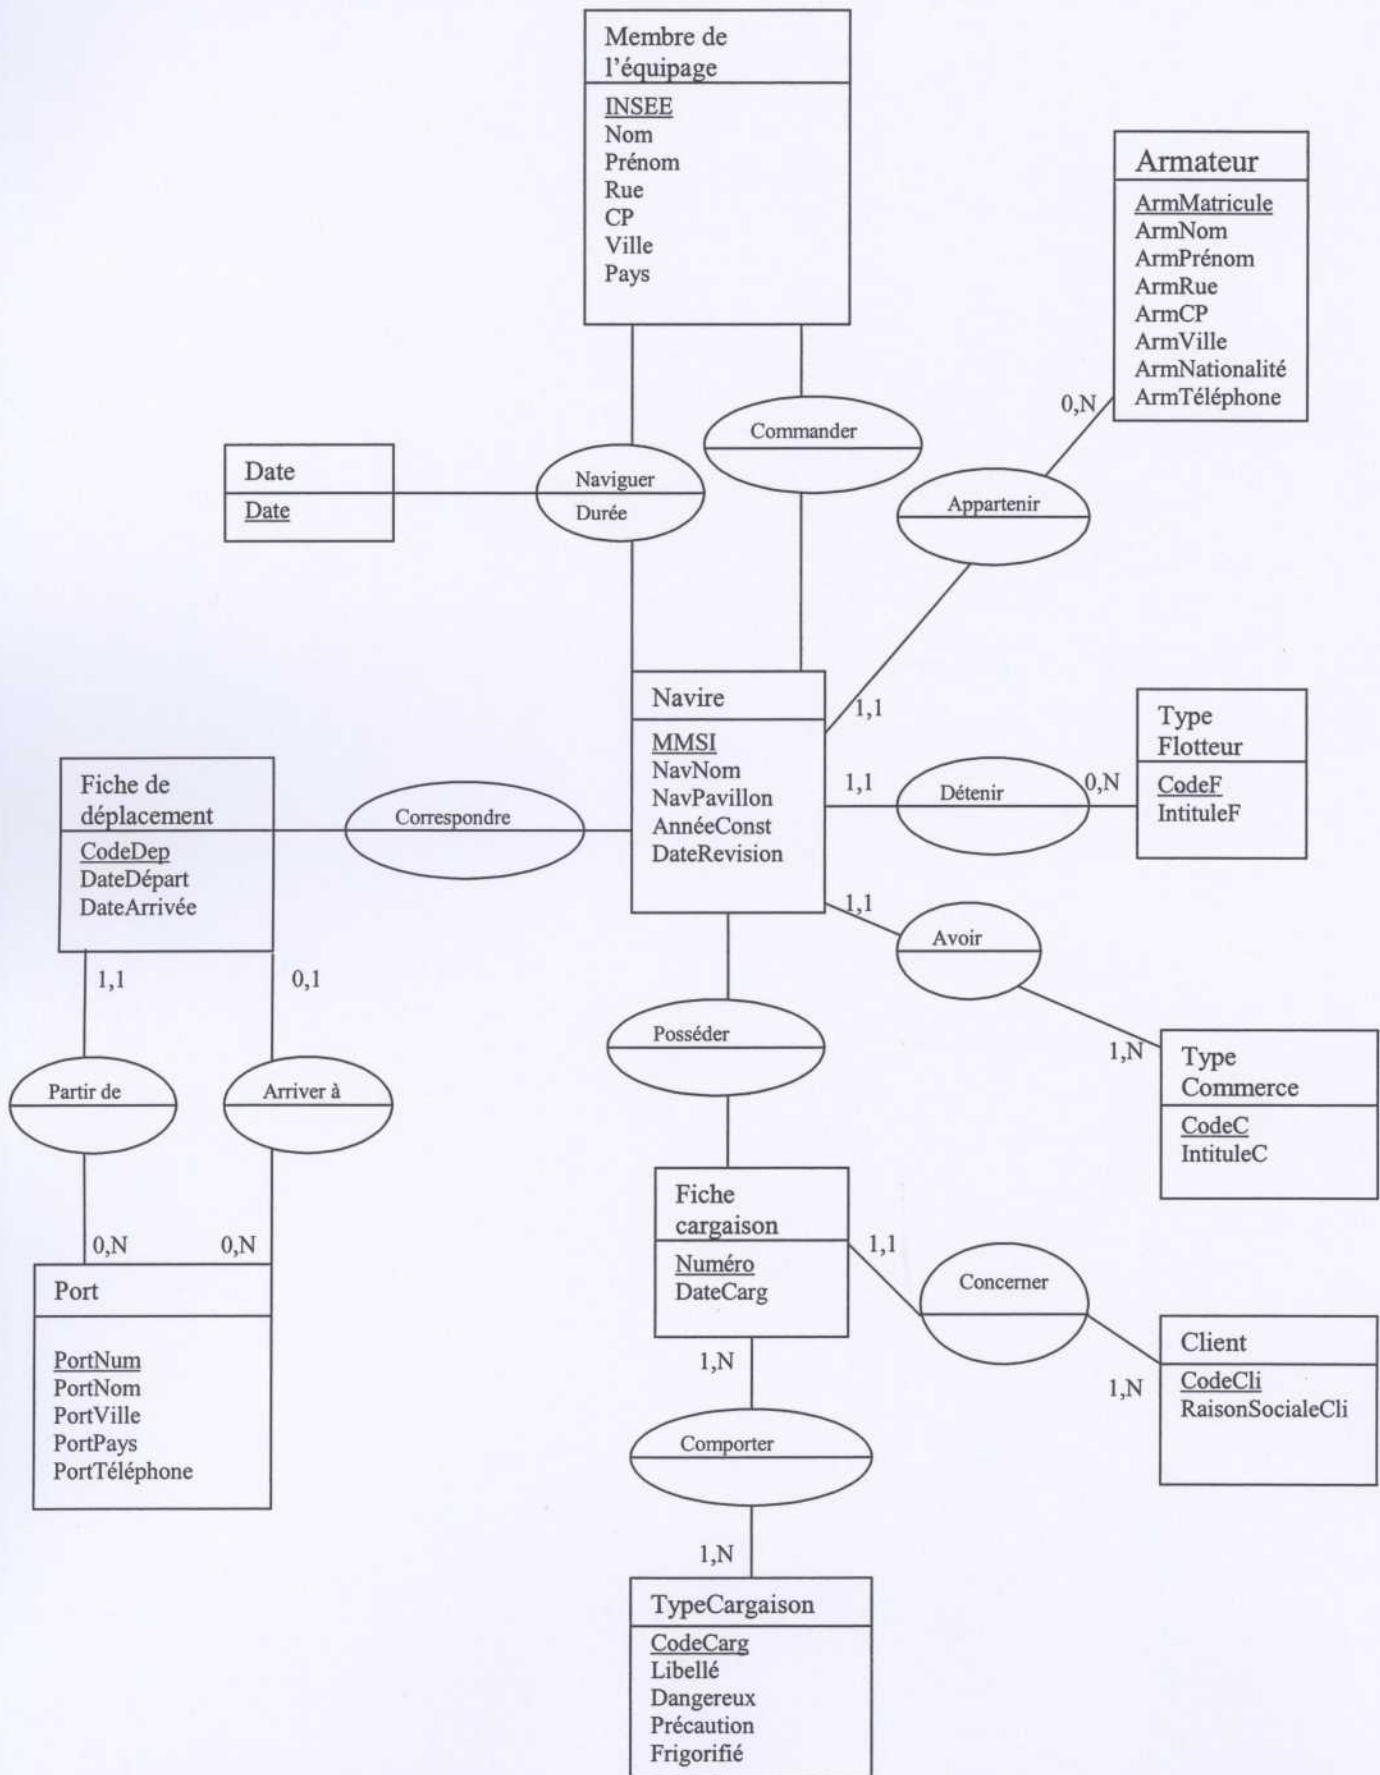 Membre de
l'équipage
INSEE
Nom
Prénom
Rue
CP
Ville
Pays
Armateur
ArmMatricule
ArmNom
ArmPrénom
ArmRue
ArmCP
ArmVille
ArmNationalité
ArmTéléphone
0,N
Commander
Date
Date
Naviguer
Durée
Appartenir
1,1
Navire
MMSI
NavNom
NavPavillon
AnnéeConst
DateRevision
Type
Flotteur
CodeF
IntituleF
1,1
Détenir
0,N
Fiche de
déplacement
CodeDep
DateDépart
DateArrivée
Correspondre
1,1
Avoir
1,N
1,1
0,1
Partir de
Arriver à
0,N
0,N
Posséder
Type
Commerce
CodeC
IntituleC
Port
PortNum
PortNom
PortVille
PortPays
PortTéléphone
Fiche
cargaison
Numéro
DateCarg
1,1
Concerner
1,N
Client
CodeCli
RaisonSocialeCli
1,N
Comporter
1,N
TypeCargaison
CodeCarg
Libellé
Dangereux
Précaution
Frigorifié